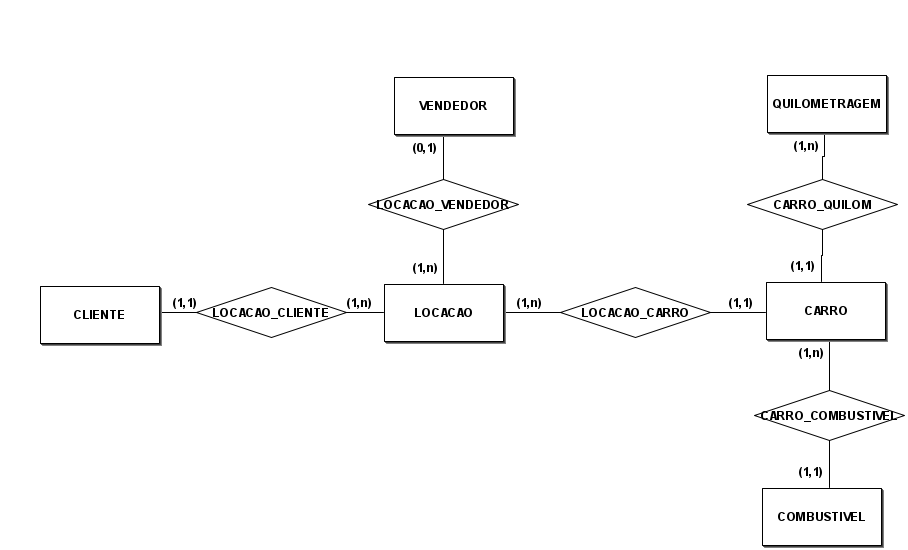 VENDEDOR
QUILOMETRAGEM
(0,1)
(1,n)
LOCACAO_VENDEDOR
CARRO_QUILOM
(1,n)
(1,1)
CLIENTE
(1,1)
LOCACAO_CLIENTE
(1,n)
LOCACAO
(1,n)
LOCACAO_CARRO
(1,1)
CARRO
(1,n)
CARRO_COMBUSTIVEL
(1,1)
COMBUSTIVEL